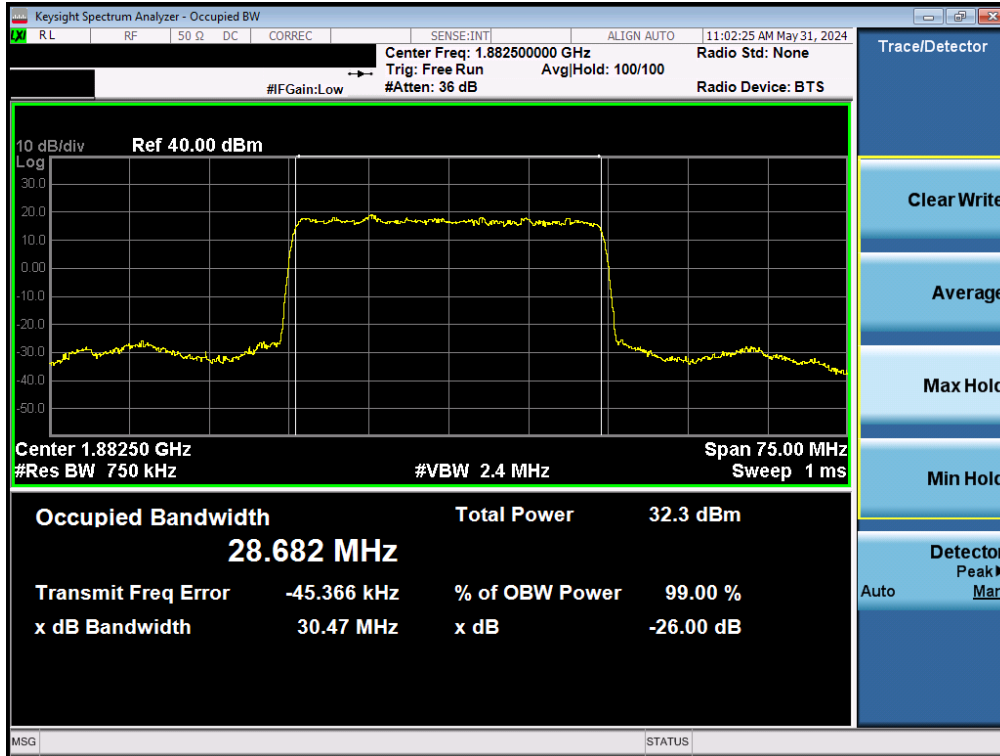 Keysight Spectrum Analyzer - Occupied BW
LXI RL RF 50 Ω DC CORREC SENSE:INT ALIGN AUTO 11:02:25 AM May 31, 2024
Center Freq: 1.882500000 GHz Radio Std: None
Trig: Free Run Avg|Hold: 100/100
#IFGain:Low #Atten: 36 dB Radio Device: BTS
10 dB/div Ref 40.00 dBm
Log
30.0
20.0
10.0
0.00
-10.0
-20.0
-30.0
-40.0
-50.0
Center 1.88250 GHz Span 75.00 MHz
#Res BW 750 kHz #VBW 2.4 MHz Sweep 1 ms
Occupied Bandwidth Total Power 32.3 dBm
28.682 MHz
Transmit Freq Error -45.366 kHz % of OBW Power 99.00 %
x dB Bandwidth 30.47 MHz x dB -26.00 dB
MSG STATUS
Trace/Detector
Clear Write
Average
Max Hold
Min Hold
Detector
Peak
Auto Man